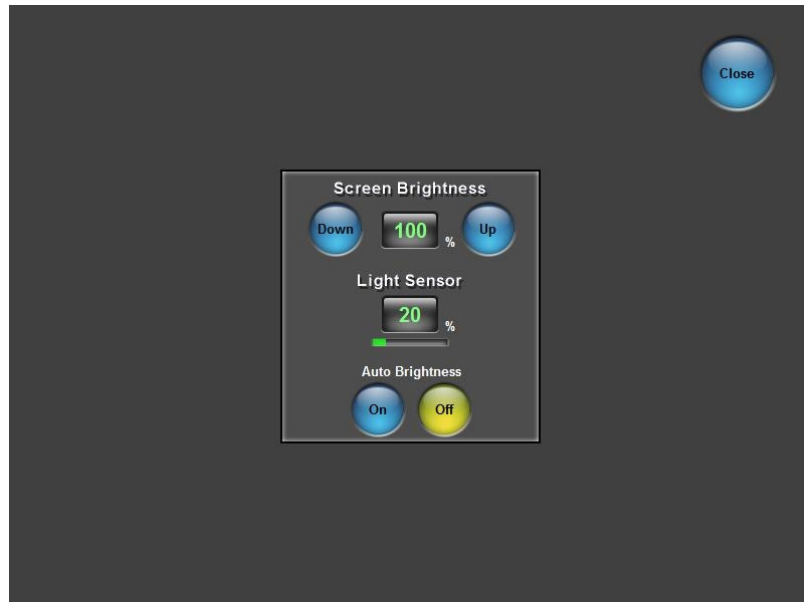 Close
Screen Brightness
Down 100 % Up
Light Sensor
20 %
Auto Brightness
On Off